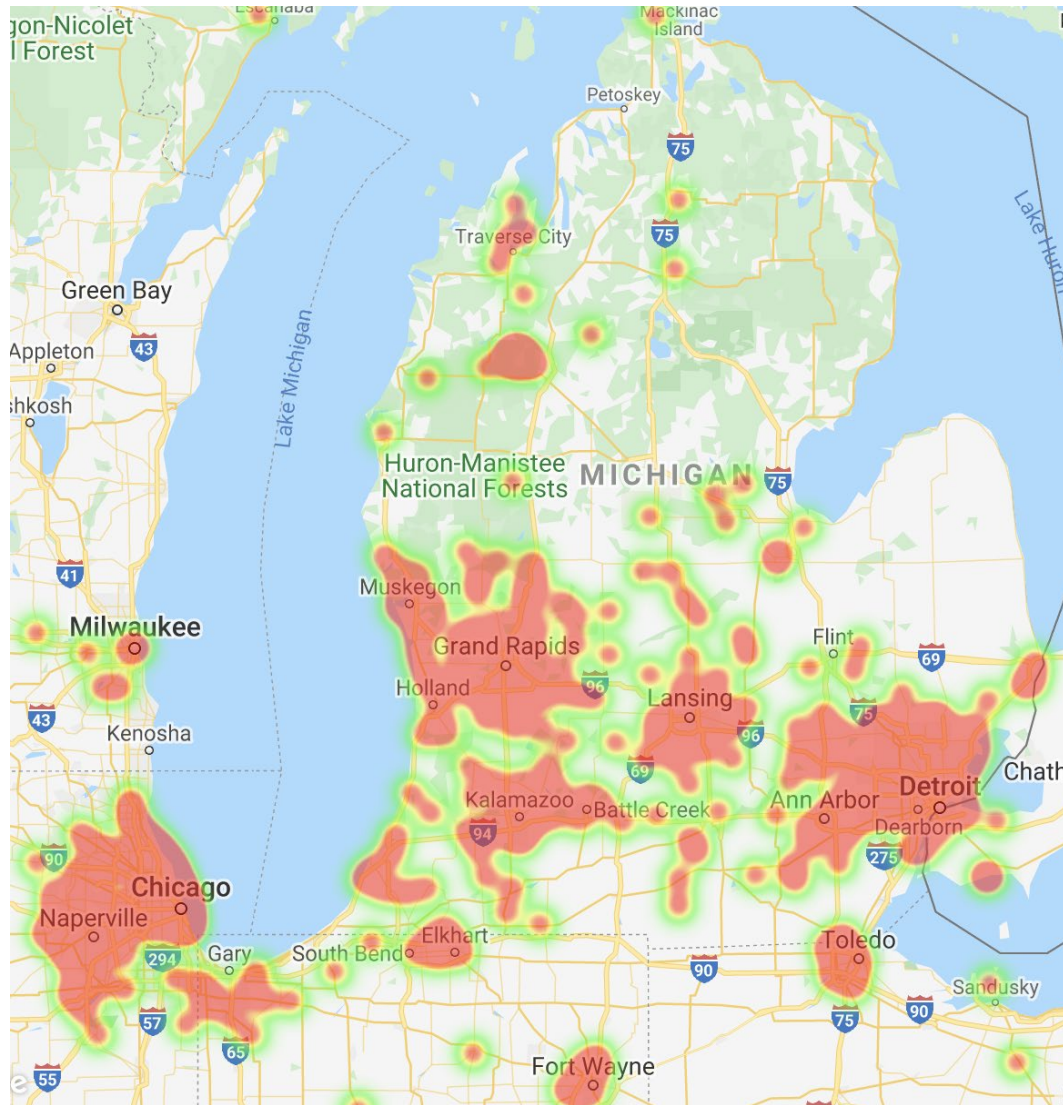 Escanaba
gon-Nicolet
l Forest
Mackinac
Island
Petoskey
75
75
Lake Huron
Traverse City
Green Bay
43
Appleton
Lake Michigan
hkosh
Huron-Manistee
National Forests
MICHIGAN
75
41
Muskegon
Milwaukee
Grand Rapids
Flint
69
96
Holland
Lansing
43
75
Kenosha
96
69
Chath
Detroit
Kalamazoo
Battle Creek
Ann Arbor
94
Dearborn
90
275
Chicago
Naperville
294
Gary
South Bend
Elkhart
Toledo
90
Sandusky
57
75
90
65
Fort Wayne
55
e